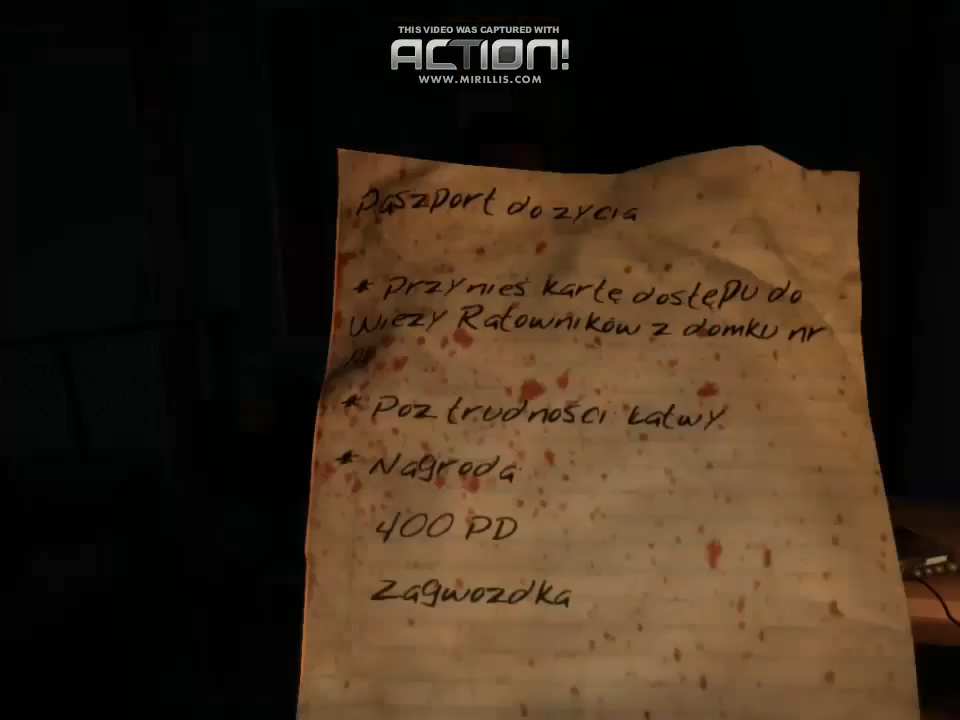 THIS VIDEO WAS CAPTURED WITH
ACTION!
WWW.MIRILLIS.COM
Paszport do zycia
* Przynieś kartę dostępu do
Wiezy Ratowników z domku nr
* Poz trudności Łatwy
* Nagroda
400 PD
Zagwozdka